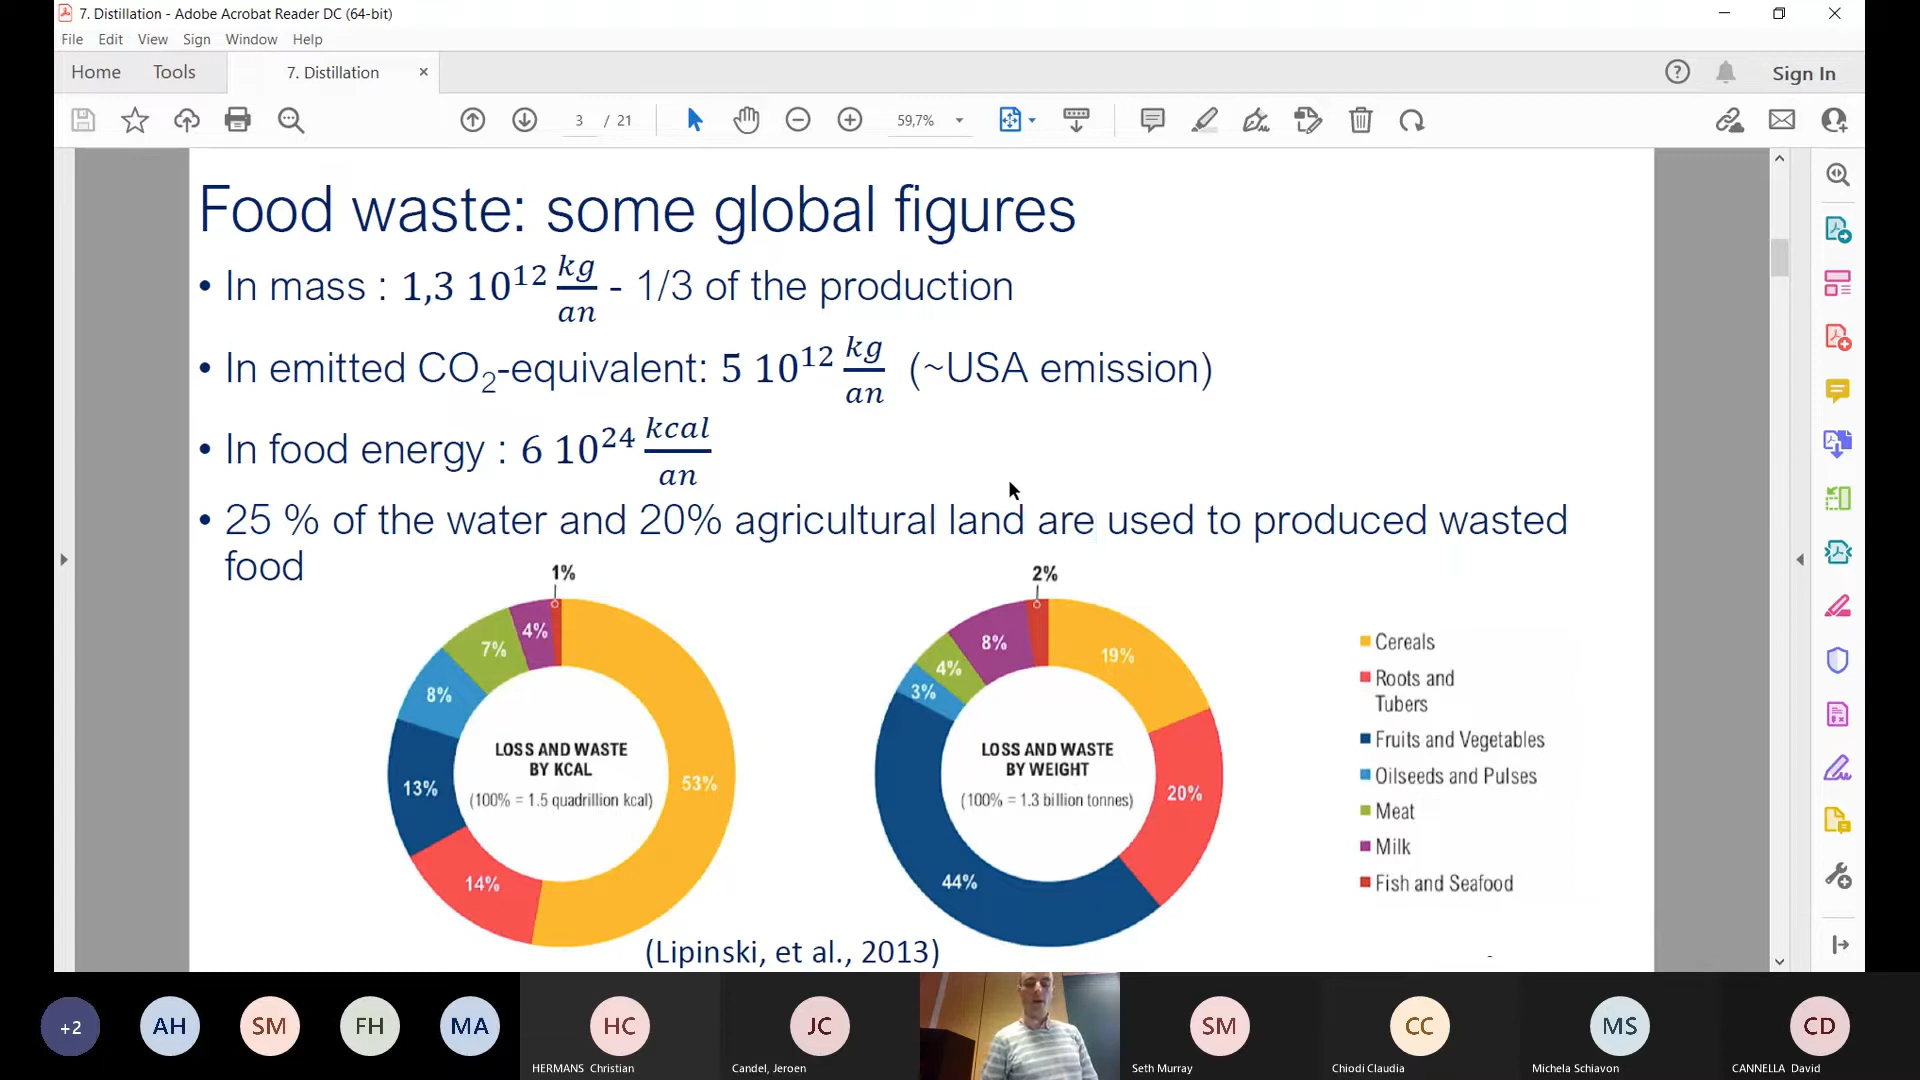 7. Distillation - Adobe Acrobat Reader DC (64-bit)
File Edit View Sign Window Help
Home Tools 7. Distillation × Sign In
3 / 21 59,7%
Food waste: some global figures
• In mass : 1,3 10^12 kg/an - 1/3 of the production
• In emitted CO2-equivalent: 5 10^12 kg/an (~USA emission)
• In food energy : 6 10^24 kcal/an
• 25 % of the water and 20% agricultural land are used to produced wasted
food
1%
4%
7%
8%
13%
14%
53%
LOSS AND WASTE
BY KCAL
(100% = 1.5 quadrillion kcal)
2%
8%
4%
3%
19%
20%
44%
LOSS AND WASTE
BY WEIGHT
(100% = 1.3 billion tonnes)
Cereals
Roots and
Tubers
Fruits and Vegetables
Oilseeds and Pulses
Meat
Milk
Fish and Seafood
(Lipinski, et al., 2013)
+2 AH SM FH MA HC JC SM CC MS CD
HERMANS Christian
Candel, Jeroen
Seth Murray
Chiodi Claudia
Michela Schiavon
CANNELLA David